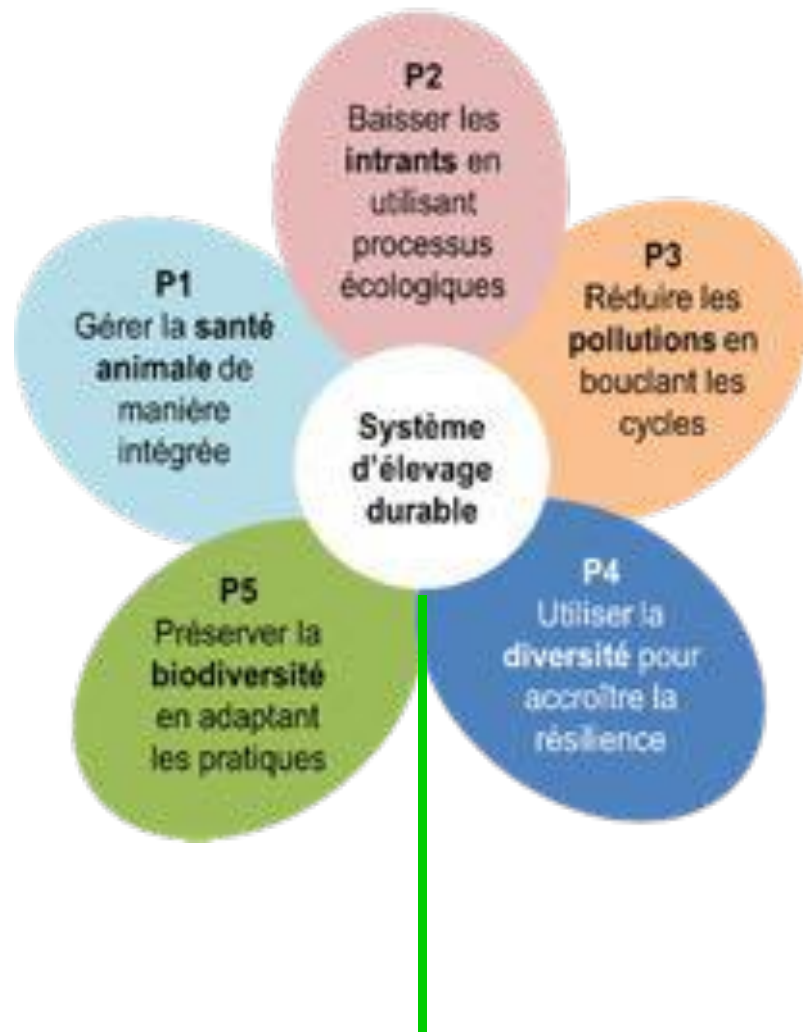 P2
Baisser les
intrants en
utilisant
processus
écologiques
P1
Gérer la santé
animale de
manière
intégrée
P3
Réduire les
pollutions en
bouclant les
cycles
Système
d'élevage
durable
P5
Préserver la
biodiversité
en adaptant
les pratiques
P4
Utiliser la
diversité pour
accroître la
résilience